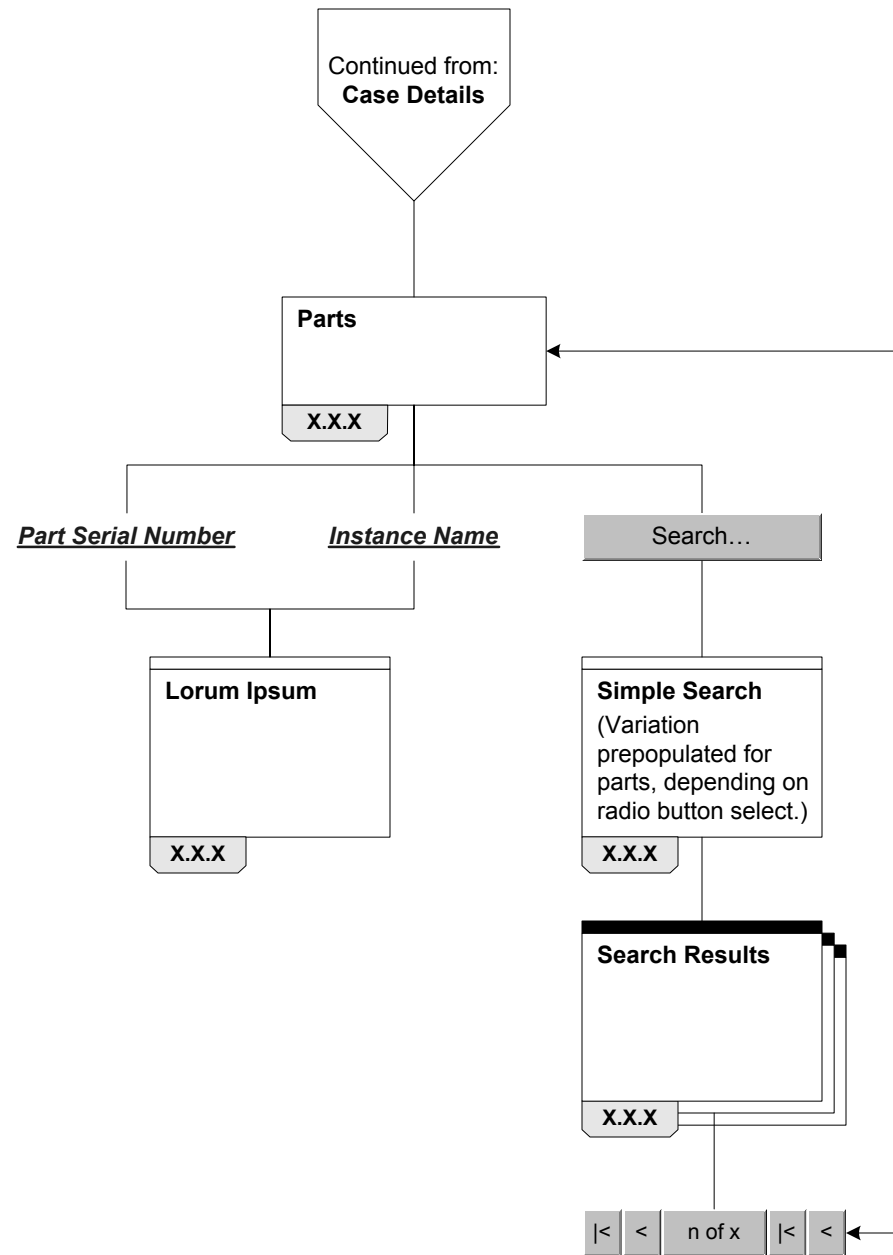 Continued from:
Case Details
Parts
X.X.X
Part Serial Number
Instance Name
Search…
Lorum Ipsum
X.X.X
Simple Search
(Variation
prepopulated for
parts, depending on
radio button select.)
X.X.X
Search Results
X.X.X
|< < n of x |< <